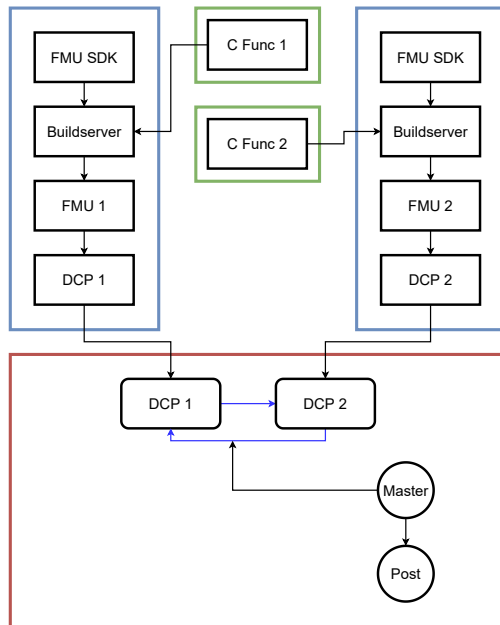 C Func 1
FMU SDK
FMU SDK
Buildserver
C Func 2
Buildserver
FMU 1
FMU 2
DCP 1
DCP 2
DCP 1
DCP 2
Master
Post